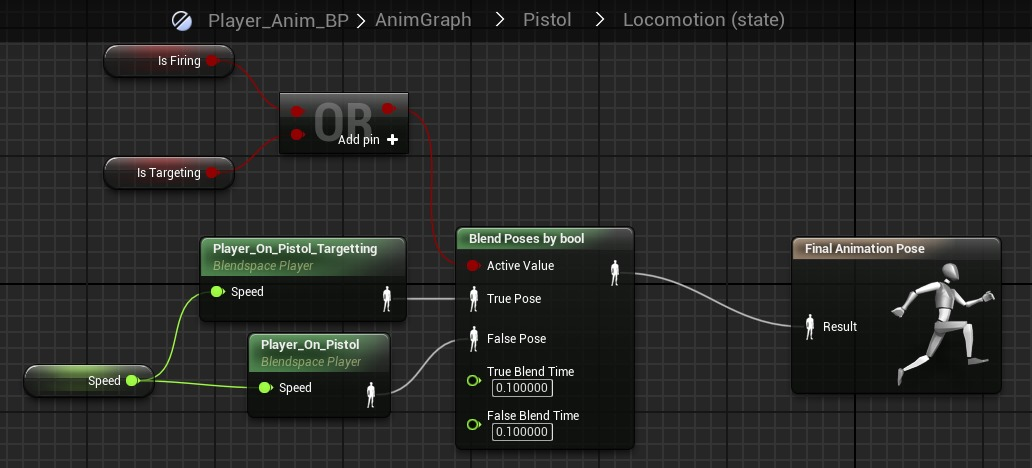 Player_Anim_BP > AnimGraph > Pistol > Locomotion (state)
Is Firing
OR
Add pin
Is Targeting
Player_On_Pistol_Targetting
Blendspace Player
Speed
Player_On_Pistol
Blendspace Player
Speed
Speed
Blend Poses by bool
Active Value
True Pose
False Pose
True Blend Time
0.100000
False Blend Time
0.100000
Final Animation Pose
Result